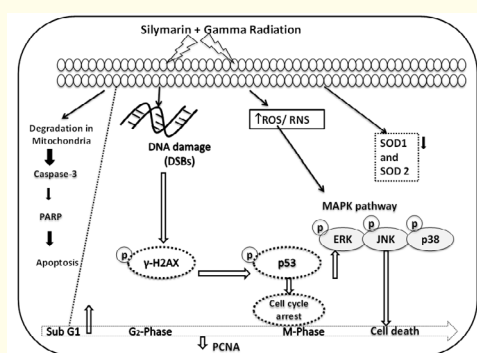 Silymarin + Gamma Radiation
Degradation in
Mitochondria
Caspase-3
PARP
Apoptosis
DNA damage
(DSBs)
↑ROS/ RNS
SOD1
and
SOD 2
MAPK pathway
p
ERK
p
JNK
p
p38
p
γ-H2AX
p
p53
Cell cycle
arrest
Sub G1
G2-Phase
M-Phase
Cell death
PCNA